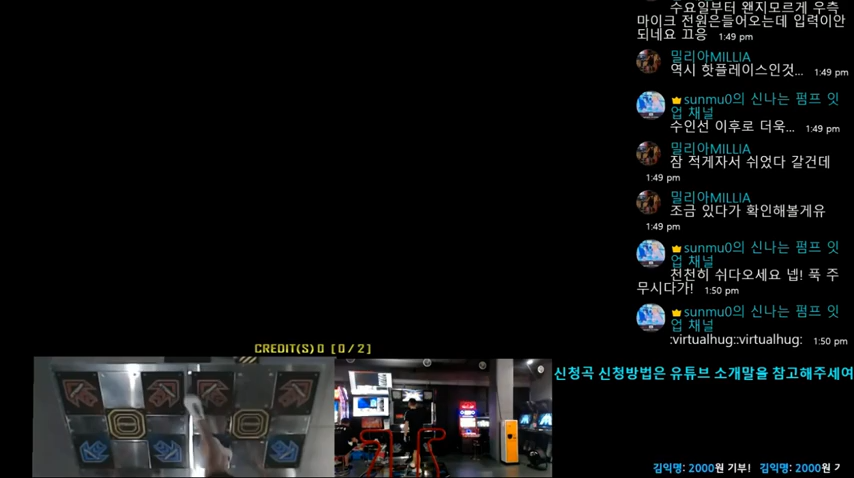 수요일부터 왠지모르게 우측
마이크 전원은들어오는데 입력이안
되네요 끄응 1:49 pm
밀리아MILLIA
역시 핫플레이스인것... 1:49 pm
sunmu0의 신나는 펌프 잇
업 채널
수인선 이후로 더욱... 1:49 pm
밀리아MILLIA
잠 적게자서 쉬었다 갈건데
1:49 pm
밀리아MILLIA
조금 있다가 확인해볼게유
1:49 pm
sunmu0의 신나는 펌프 잇
업 채널
천천히 쉬다오세요 넵! 푹 주
무시다가! 1:50 pm
sunmu0의 신나는 펌프 잇
업 채널
:virtualhug::virtualhug: 1:50 pm
CREDIT(S) 0 [0/2]
신청곡 신청방법은 유튜브 소개말을 참고해주세여
김익명: 2000원 기부! 김익명: 2000원